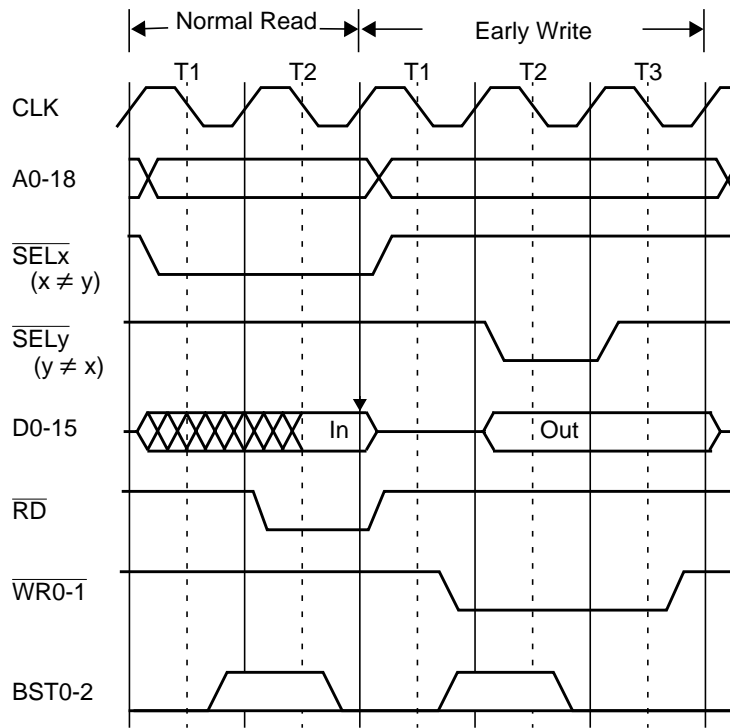 Normal Read
Early Write
T1 T2 T1 T2 T3
CLK
A0-18
SELx
(x ≠ y)
SELy
(y ≠ x)
D0-15 In Out
RD
WR0-1
BST0-2